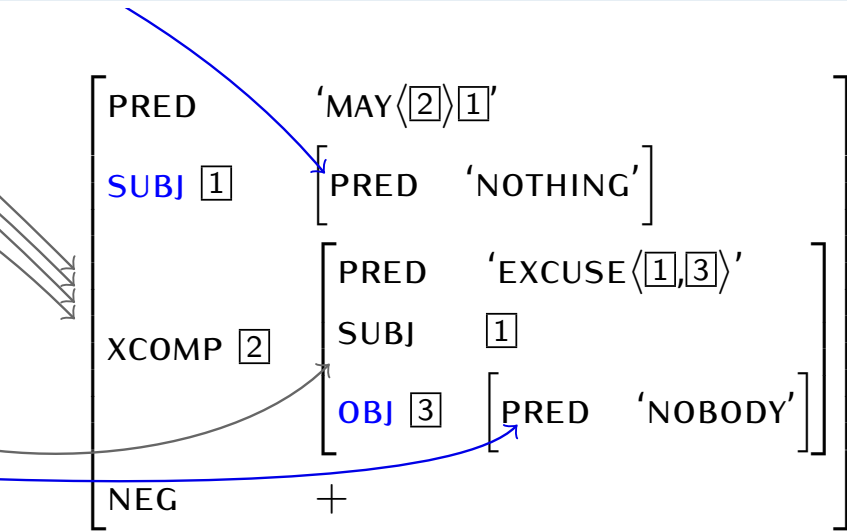 PRED ‘MAY⟨2⟩1’
SUBJ 1 [PRED ‘NOTHING’]
PRED ‘EXCUSE⟨1,3⟩’
SUBJ 1
XCOMP 2
OBJ 3 [PRED ‘NOBODY’]
NEG +